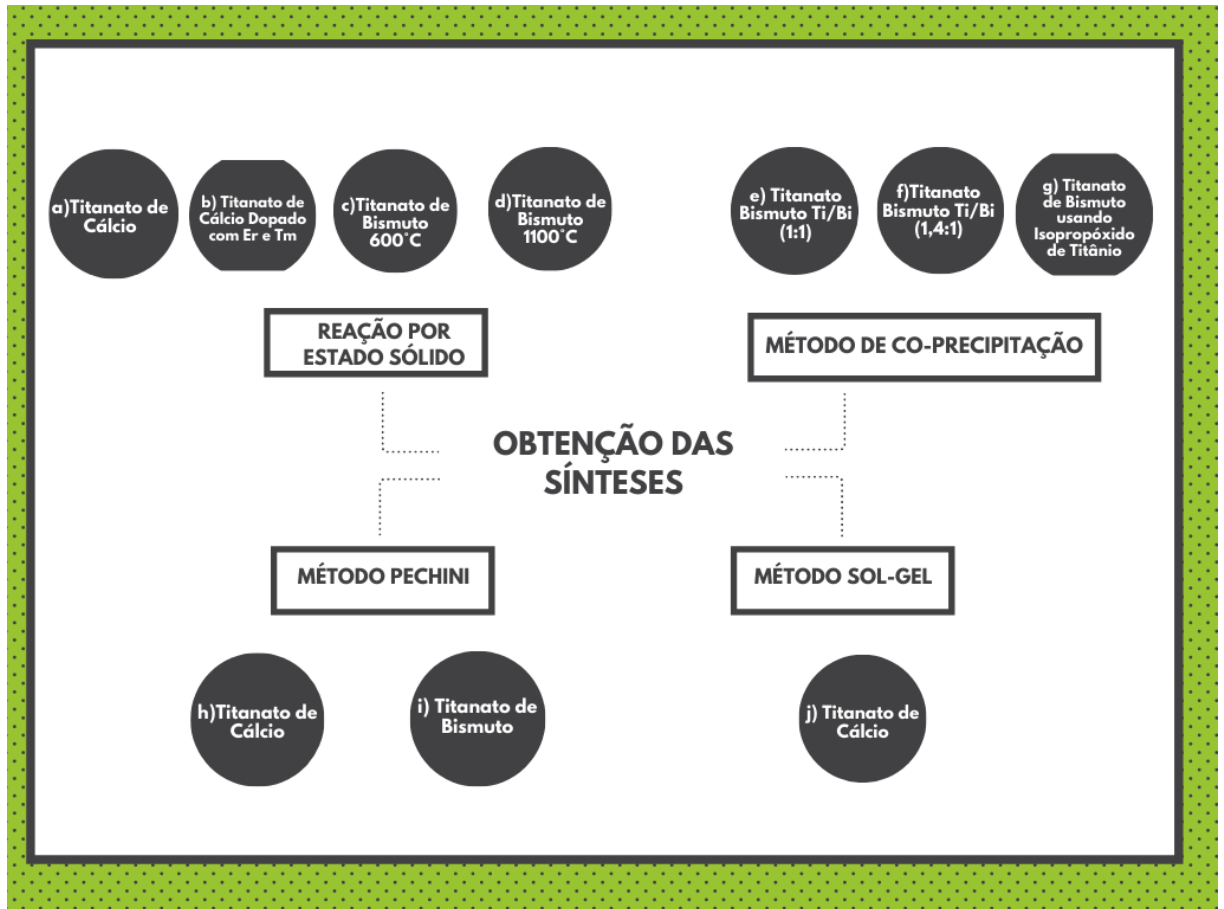 a)Titanato de
Cálcio
b) Titanato de
Cálcio Dopado
com Er e Tm
c)Titanato de
Bismuto
600°C
d)Titanato de
Bismuto
1100°C
e) Titanato
Bismuto Ti/Bi
(1:1)
f)Titanato
Bismuto Ti/Bi
(1,4:1)
g) Titanato
de Bismuto
usando
Isopropóxido
de Titânio
REAÇÃO POR
ESTADO SÓLIDO
MÉTODO DE CO-PRECIPITAÇÃO
OBTENÇÃO DAS
SÍNTESES
MÉTODO PECHINI
MÉTODO SOL-GEL
h)Titanato de
Cálcio
i) Titanato de
Bismuto
j) Titanato de
Cálcio